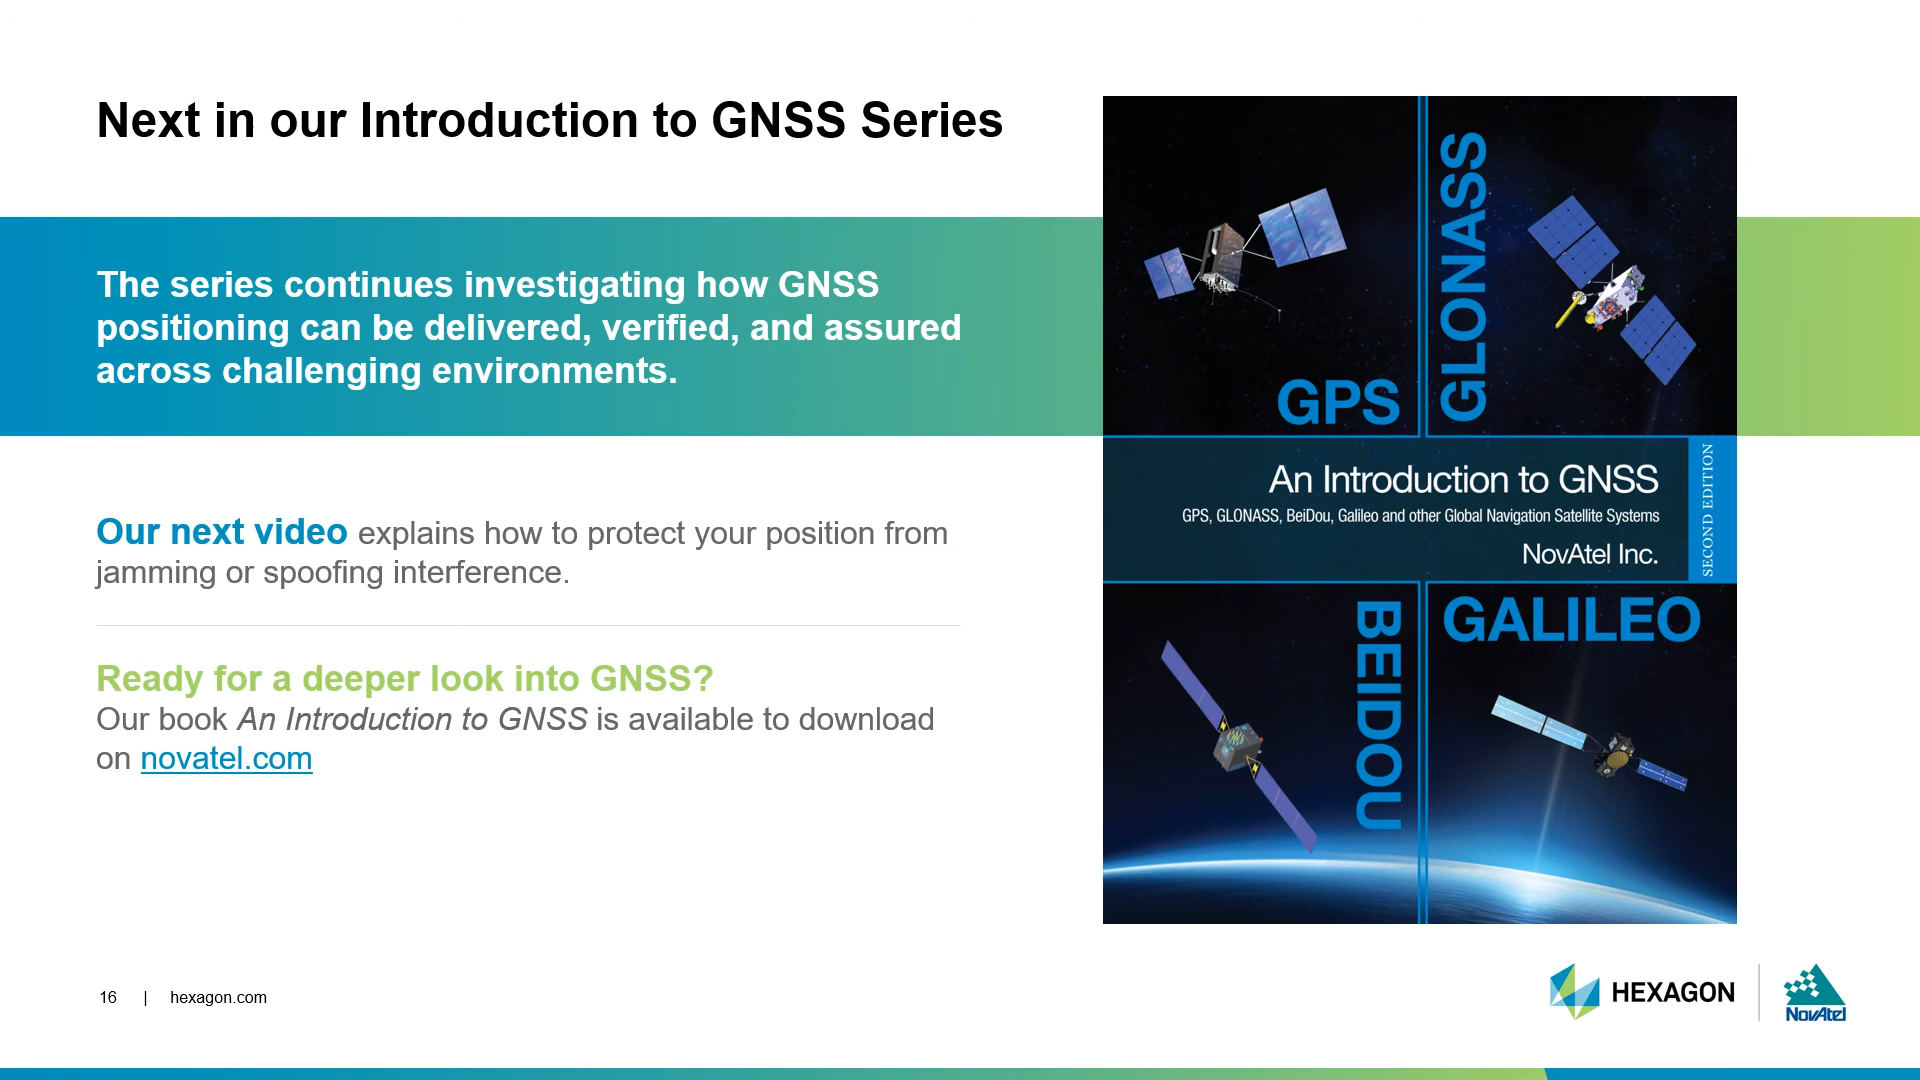 Next in our Introduction to GNSS Series
The series continues investigating how GNSS
positioning can be delivered, verified, and assured
across challenging environments.
Our next video explains how to protect your position from
jamming or spoofing interference.
Ready for a deeper look into GNSS?
Our book An Introduction to GNSS is available to download
on novatel.com
GPS
GLONASS
An Introduction to GNSS
GPS, GLONASS, BeiDou, Galileo and other Global Navigation Satellite Systems
NovAtel Inc.
SECOND EDITION
BEIDOU
GALILEO
16 | hexagon.com
HEXAGON
NovAtel